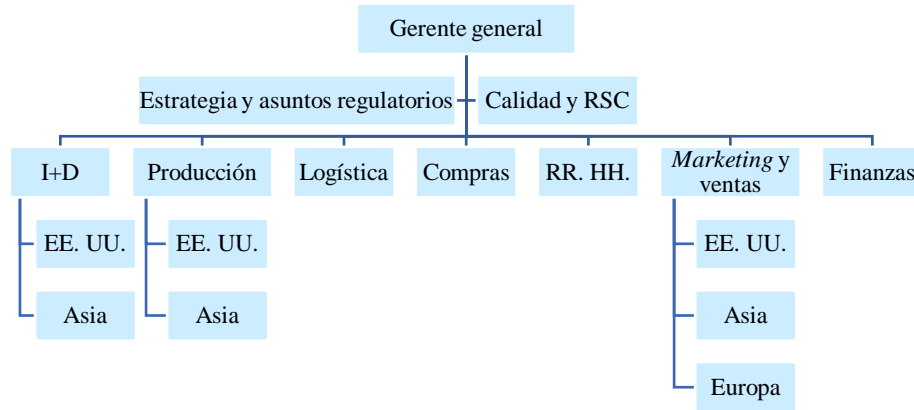 Gerente general
Estrategia y asuntos regulatorios
Calidad y RSC
I+D
Producción
Logística
Compras
RR. HH.
Marketing y
ventas
Finanzas
EE. UU.
EE. UU.
EE. UU.
Asia
Asia
Asia
Europa